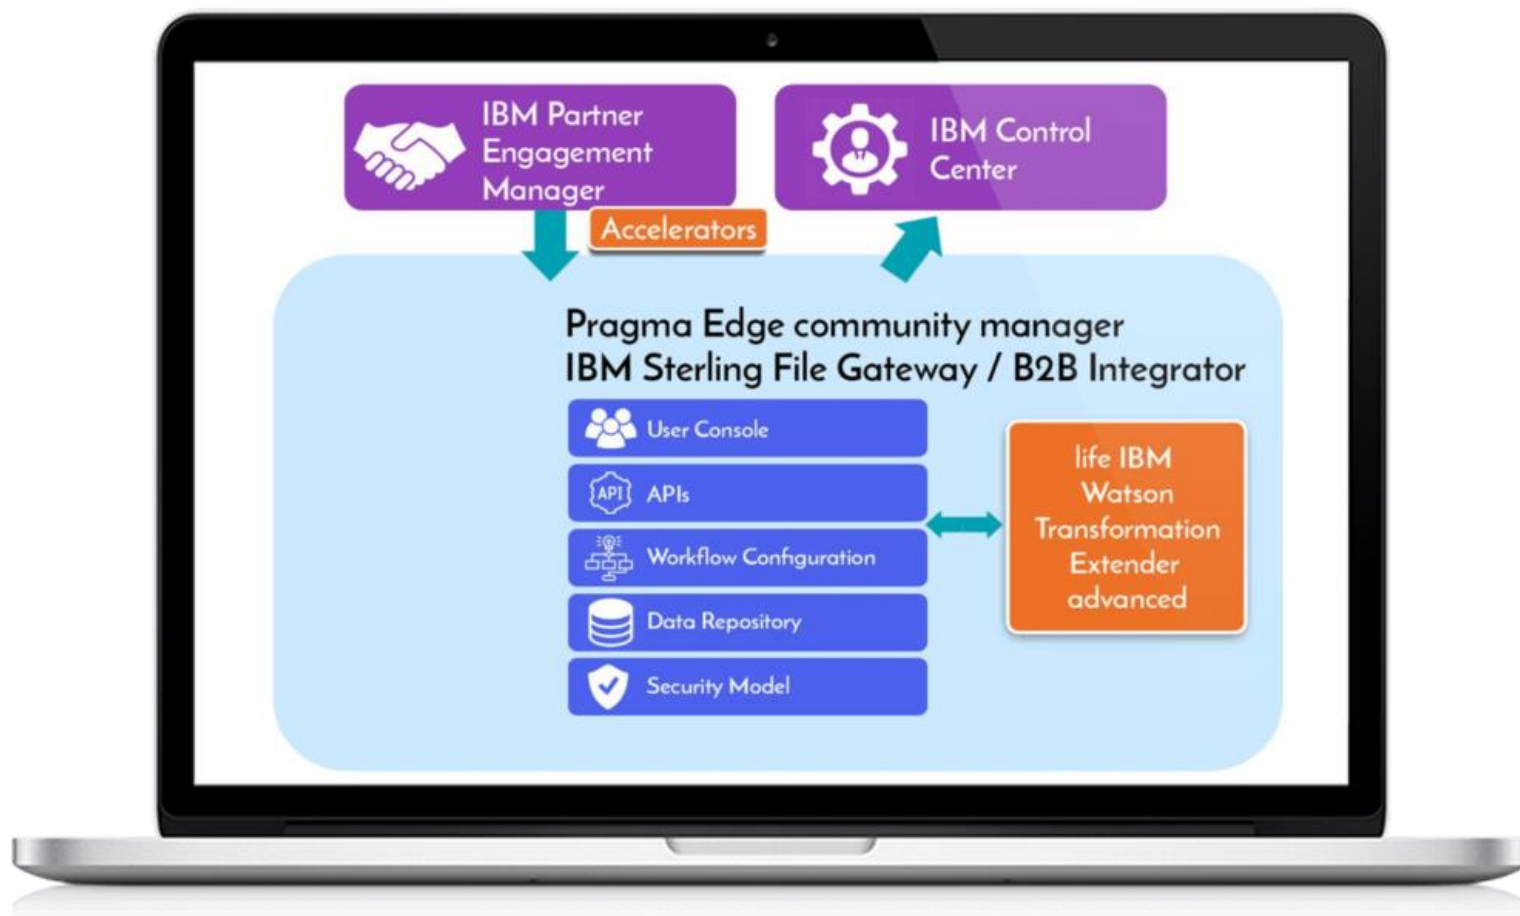 IBM Partner
Engagement
Manager
IBM Control
Center
Accelerators
Pragma Edge community manager
IBM Sterling File Gateway / B2B Integrator
User Console
API
APIs
Workflow Configuration
Data Repository
Security Model
life IBM
Watson
Transformation
Extender
advanced